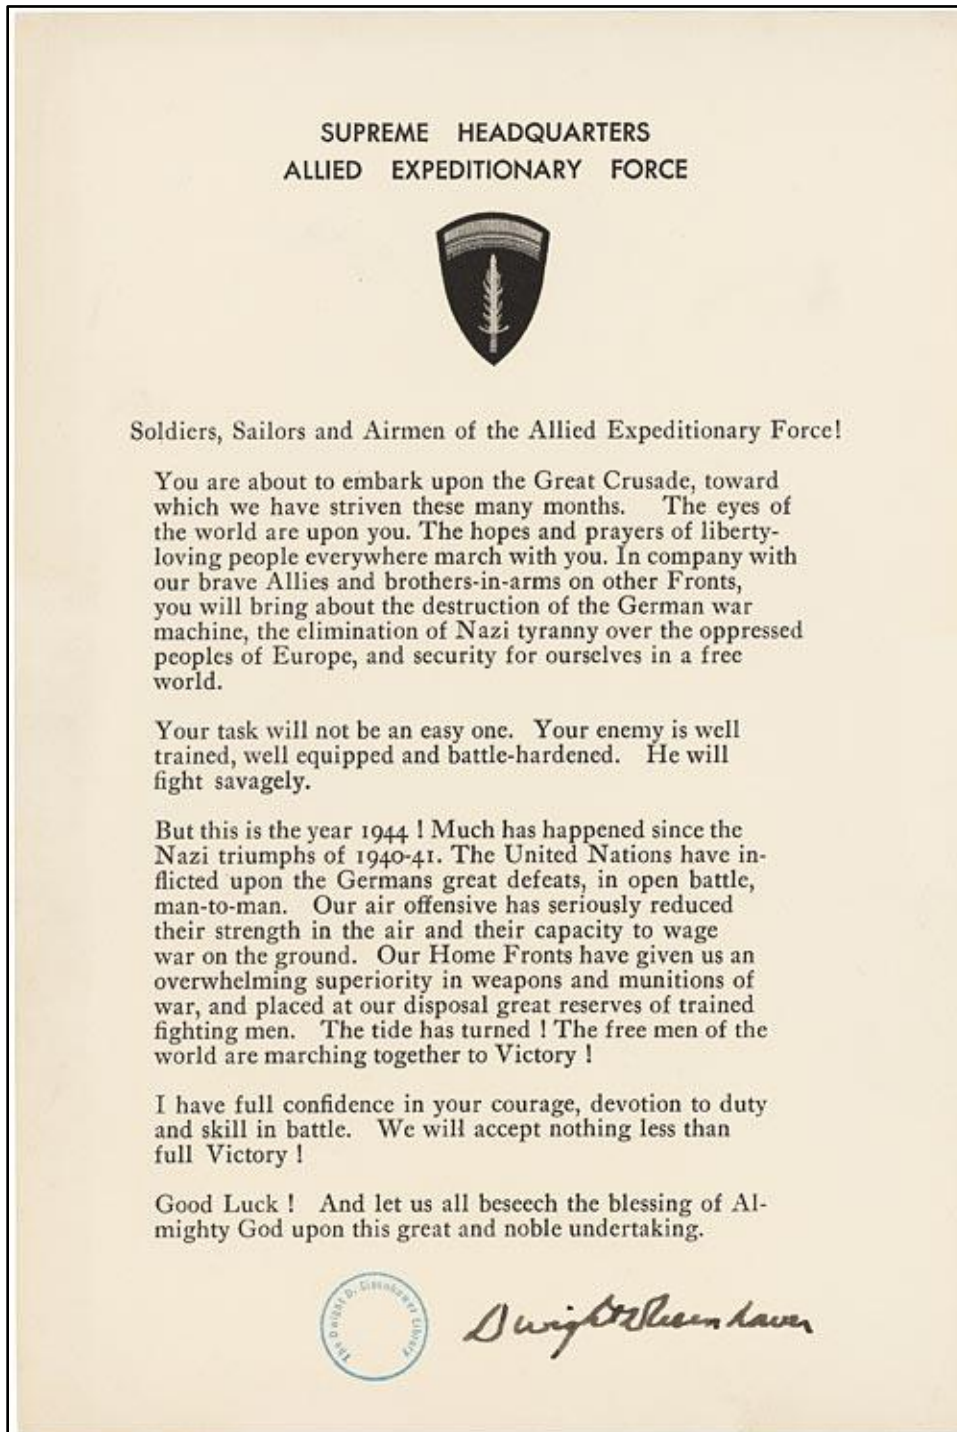 SUPREME HEADQUARTERS
ALLIED EXPEDITIONARY FORCE
Soldiers, Sailors and Airmen of the Allied Expeditionary Force!
You are about to embark upon the Great Crusade, toward
which we have striven these many months. The eyes of
the world are upon you. The hopes and prayers of liberty-
loving people everywhere march with you. In company with
our brave Allies and brothers-in-arms on other Fronts,
you will bring about the destruction of the German war
machine, the elimination of Nazi tyranny over the oppressed
peoples of Europe, and security for ourselves in a free
world.
Your task will not be an easy one. Your enemy is well
trained, well equipped and battle-hardened. He will
fight savagely.
But this is the year 1944 ! Much has happened since the
Nazi triumphs of 1940-41. The United Nations have in-
flicted upon the Germans great defeats, in open battle,
man-to-man. Our air offensive has seriously reduced
their strength in the air and their capacity to wage
war on the ground. Our Home Fronts have given us an
overwhelming superiority in weapons and munitions of
war, and placed at our disposal great reserves of trained
fighting men. The tide has turned ! The free men of the
world are marching together to Victory !
I have full confidence in your courage, devotion to duty
and skill in battle. We will accept nothing less than
full Victory !
Good Luck ! And let us all beseech the blessing of Al-
mighty God upon this great and noble undertaking.
The Dwight D. Eisenhower Library
Dwight D Eisenhower